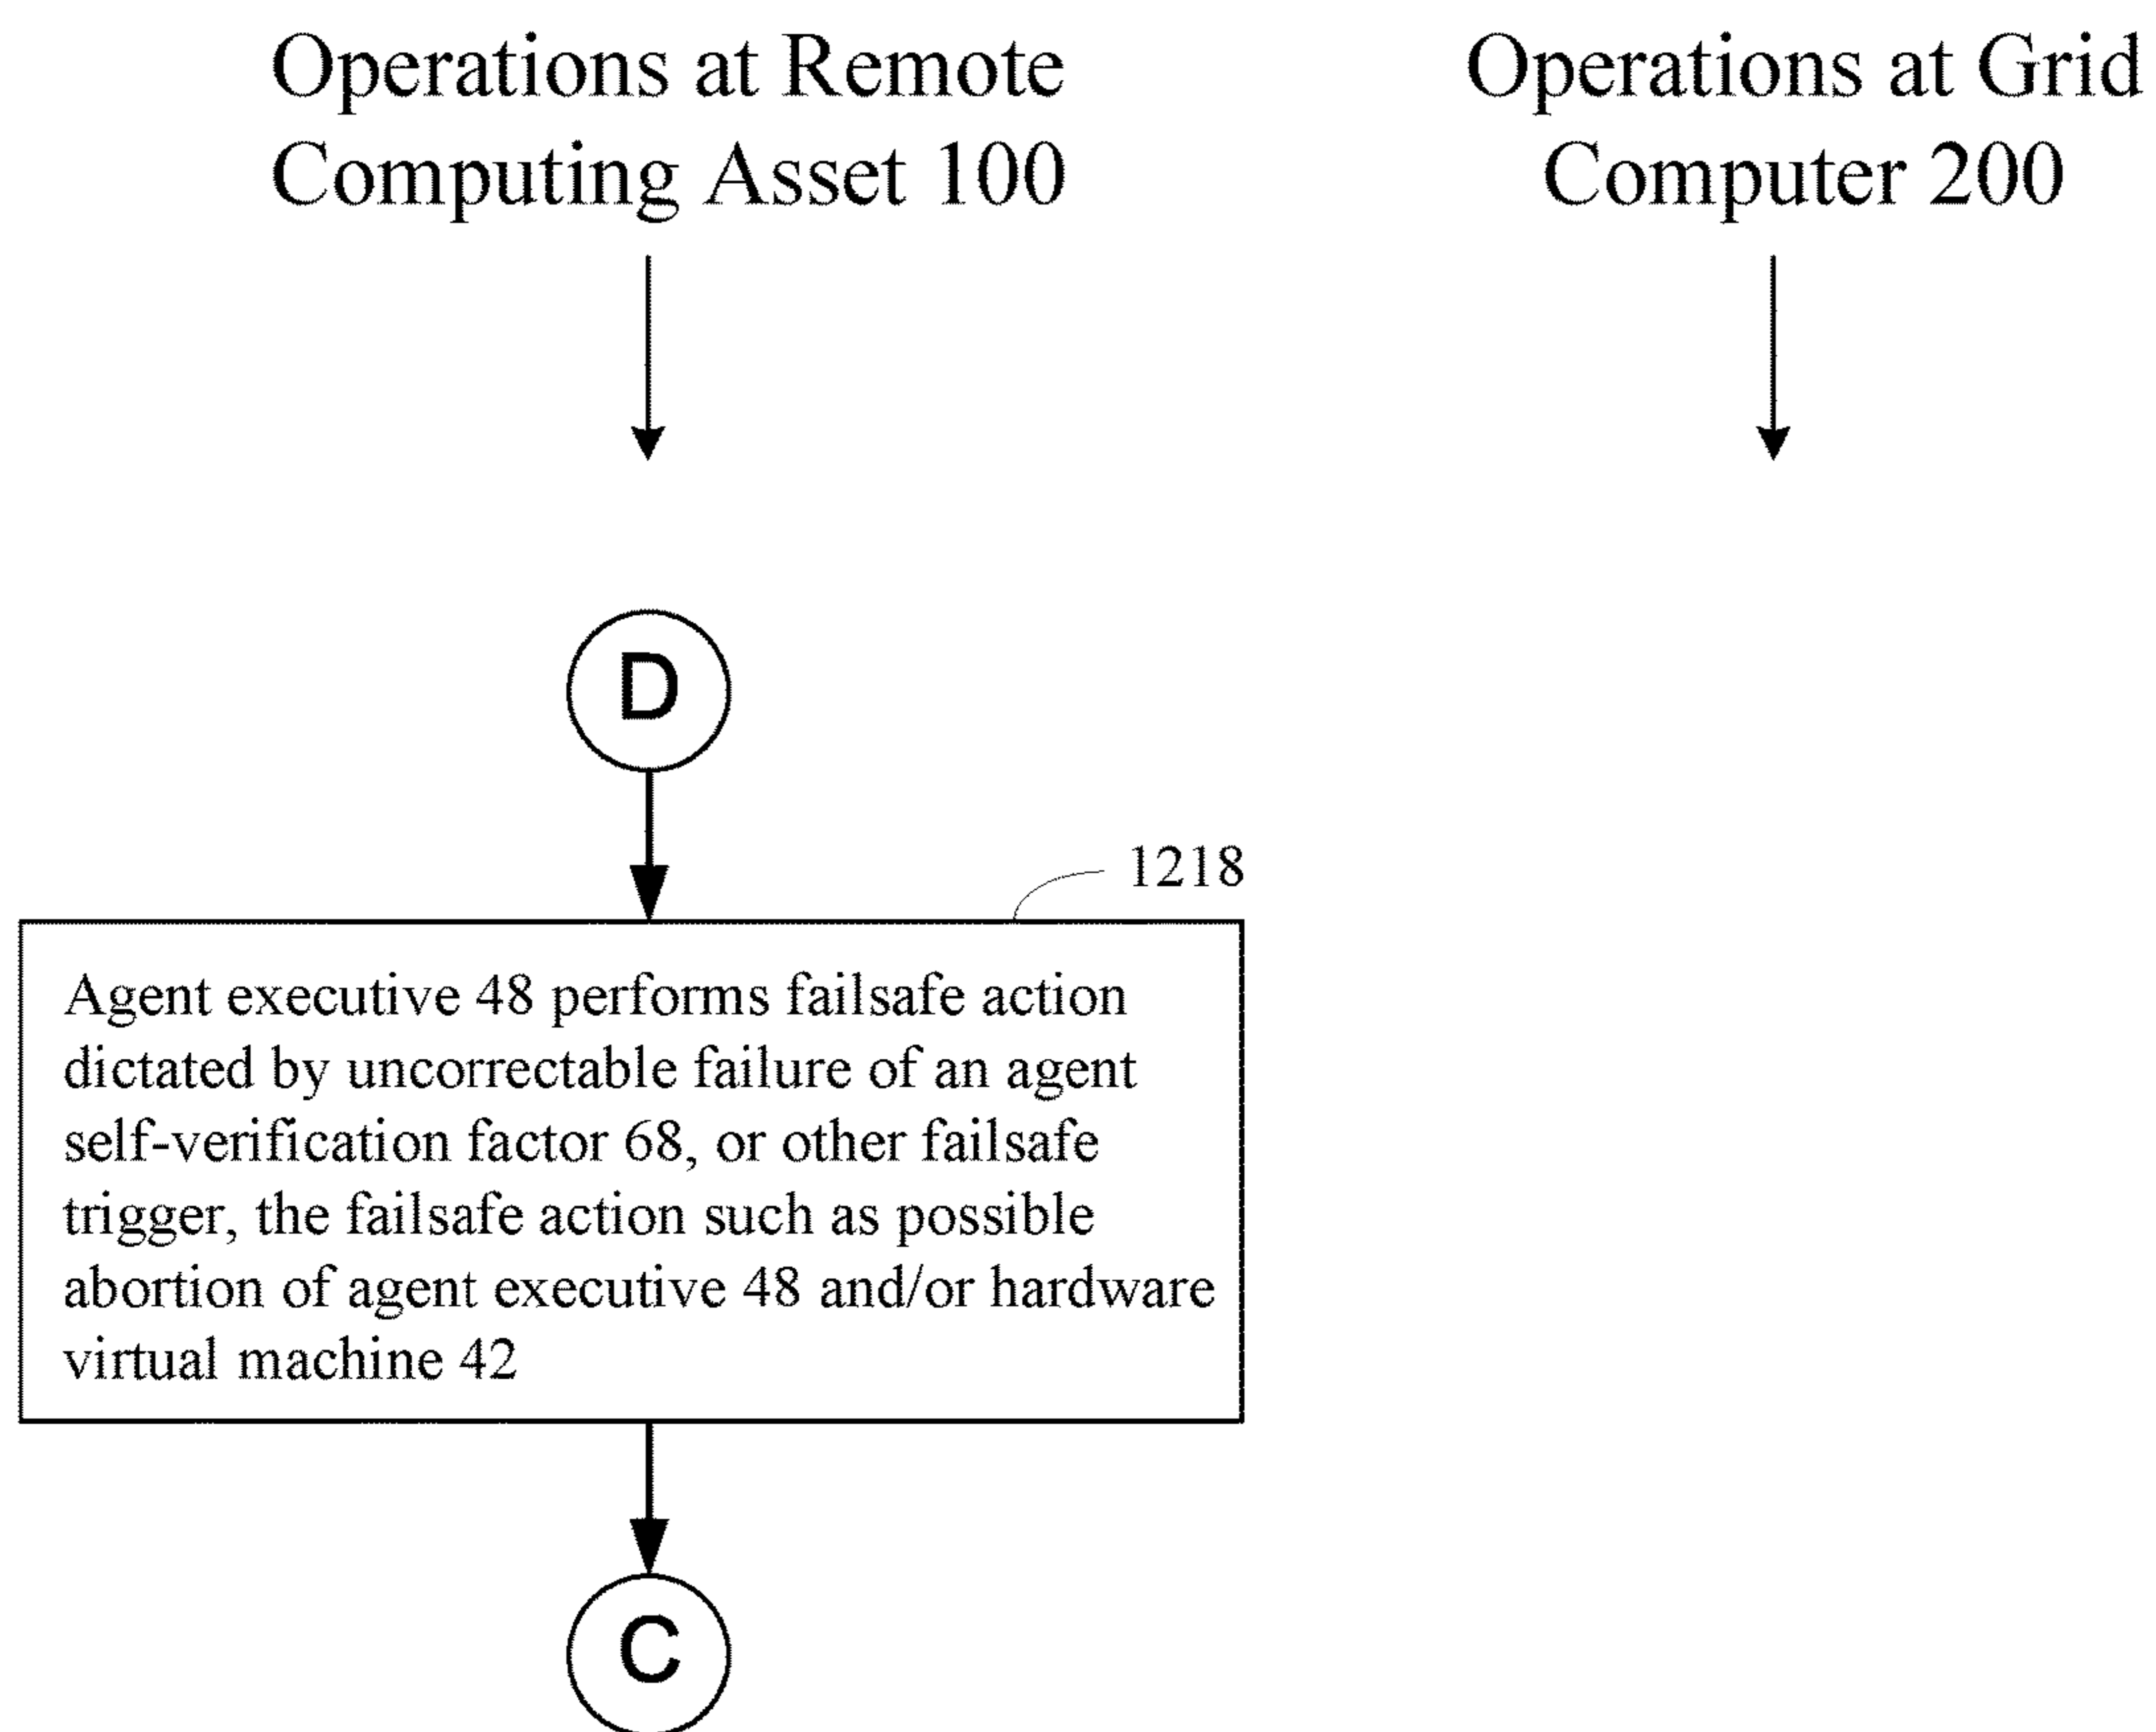 Operations at Remote
Computing Asset 100
Operations at Grid
Computer 200
D
1218
Agent executive 48 performs failsafe action
dictated by uncorrectable failure of an agent
self-verification factor 68, or other failsafe
trigger, the failsafe action such as possible
abortion of agent executive 48 and/or hardware
virtual machine 42
C